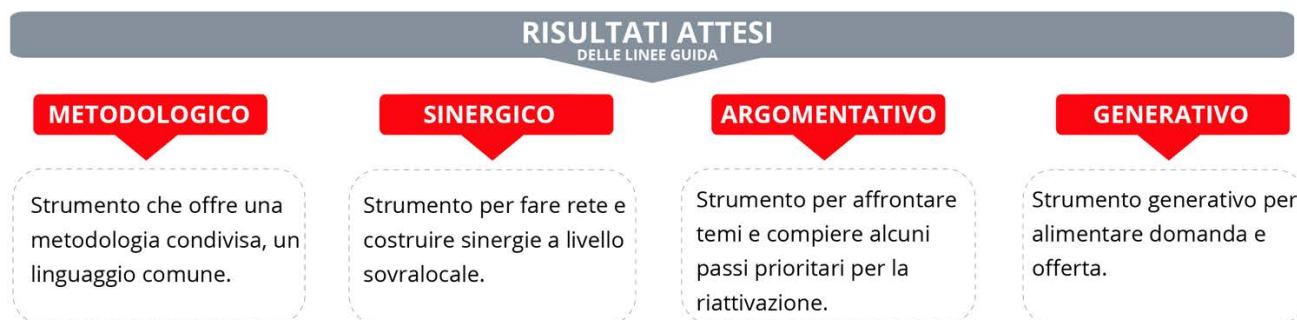 RISULTATI ATTESI
DELLE LINEE GUIDA
METODOLOGICO
Strumento che offre una
metodologia condivisa, un
linguaggio comune.
SINERGICO
Strumento per fare rete e
costruire sinergie a livello
sovralocale.
ARGOMENTATIVO
Strumento per affrontare
temi e compiere alcuni
passi prioritari per la
riattivazione.
GENERATIVO
Strumento generativo per
alimentare domanda e
offerta.